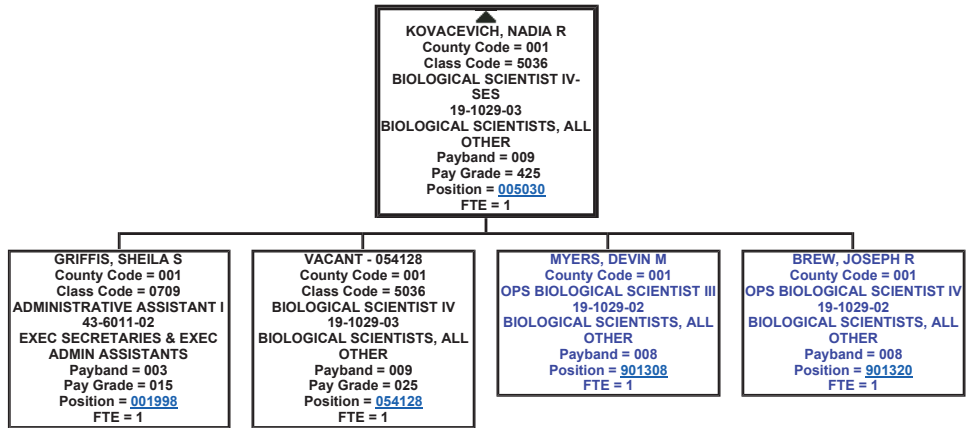 KOVACEVICH, NADIA R
County Code = 001
Class Code = 5036
BIOLOGICAL SCIENTIST IV-
SES
19-1029-03
BIOLOGICAL SCIENTISTS, ALL
OTHER
Payband = 009
Pay Grade = 425
Position = 005030
FTE = 1
GRIFFIS, SHEILA S
County Code = 001
Class Code = 0709
ADMINISTRATIVE ASSISTANT I
43-6011-02
EXEC SECRETARIES & EXEC
ADMIN ASSISTANTS
Payband = 003
Pay Grade = 015
Position = 001998
FTE = 1
VACANT - 054128
County Code = 001
Class Code = 5036
BIOLOGICAL SCIENTIST IV
19-1029-03
BIOLOGICAL SCIENTISTS, ALL
OTHER
Payband = 009
Pay Grade = 025
Position = 054128
FTE = 1
MYERS, DEVIN M
County Code = 001
OPS BIOLOGICAL SCIENTIST III
19-1029-02
BIOLOGICAL SCIENTISTS, ALL
OTHER
Payband = 008
Position = 901308
FTE = 1
BREW, JOSEPH R
County Code = 001
OPS BIOLOGICAL SCIENTIST IV
19-1029-02
BIOLOGICAL SCIENTISTS, ALL
OTHER
Payband = 008
Position = 901320
FTE = 1